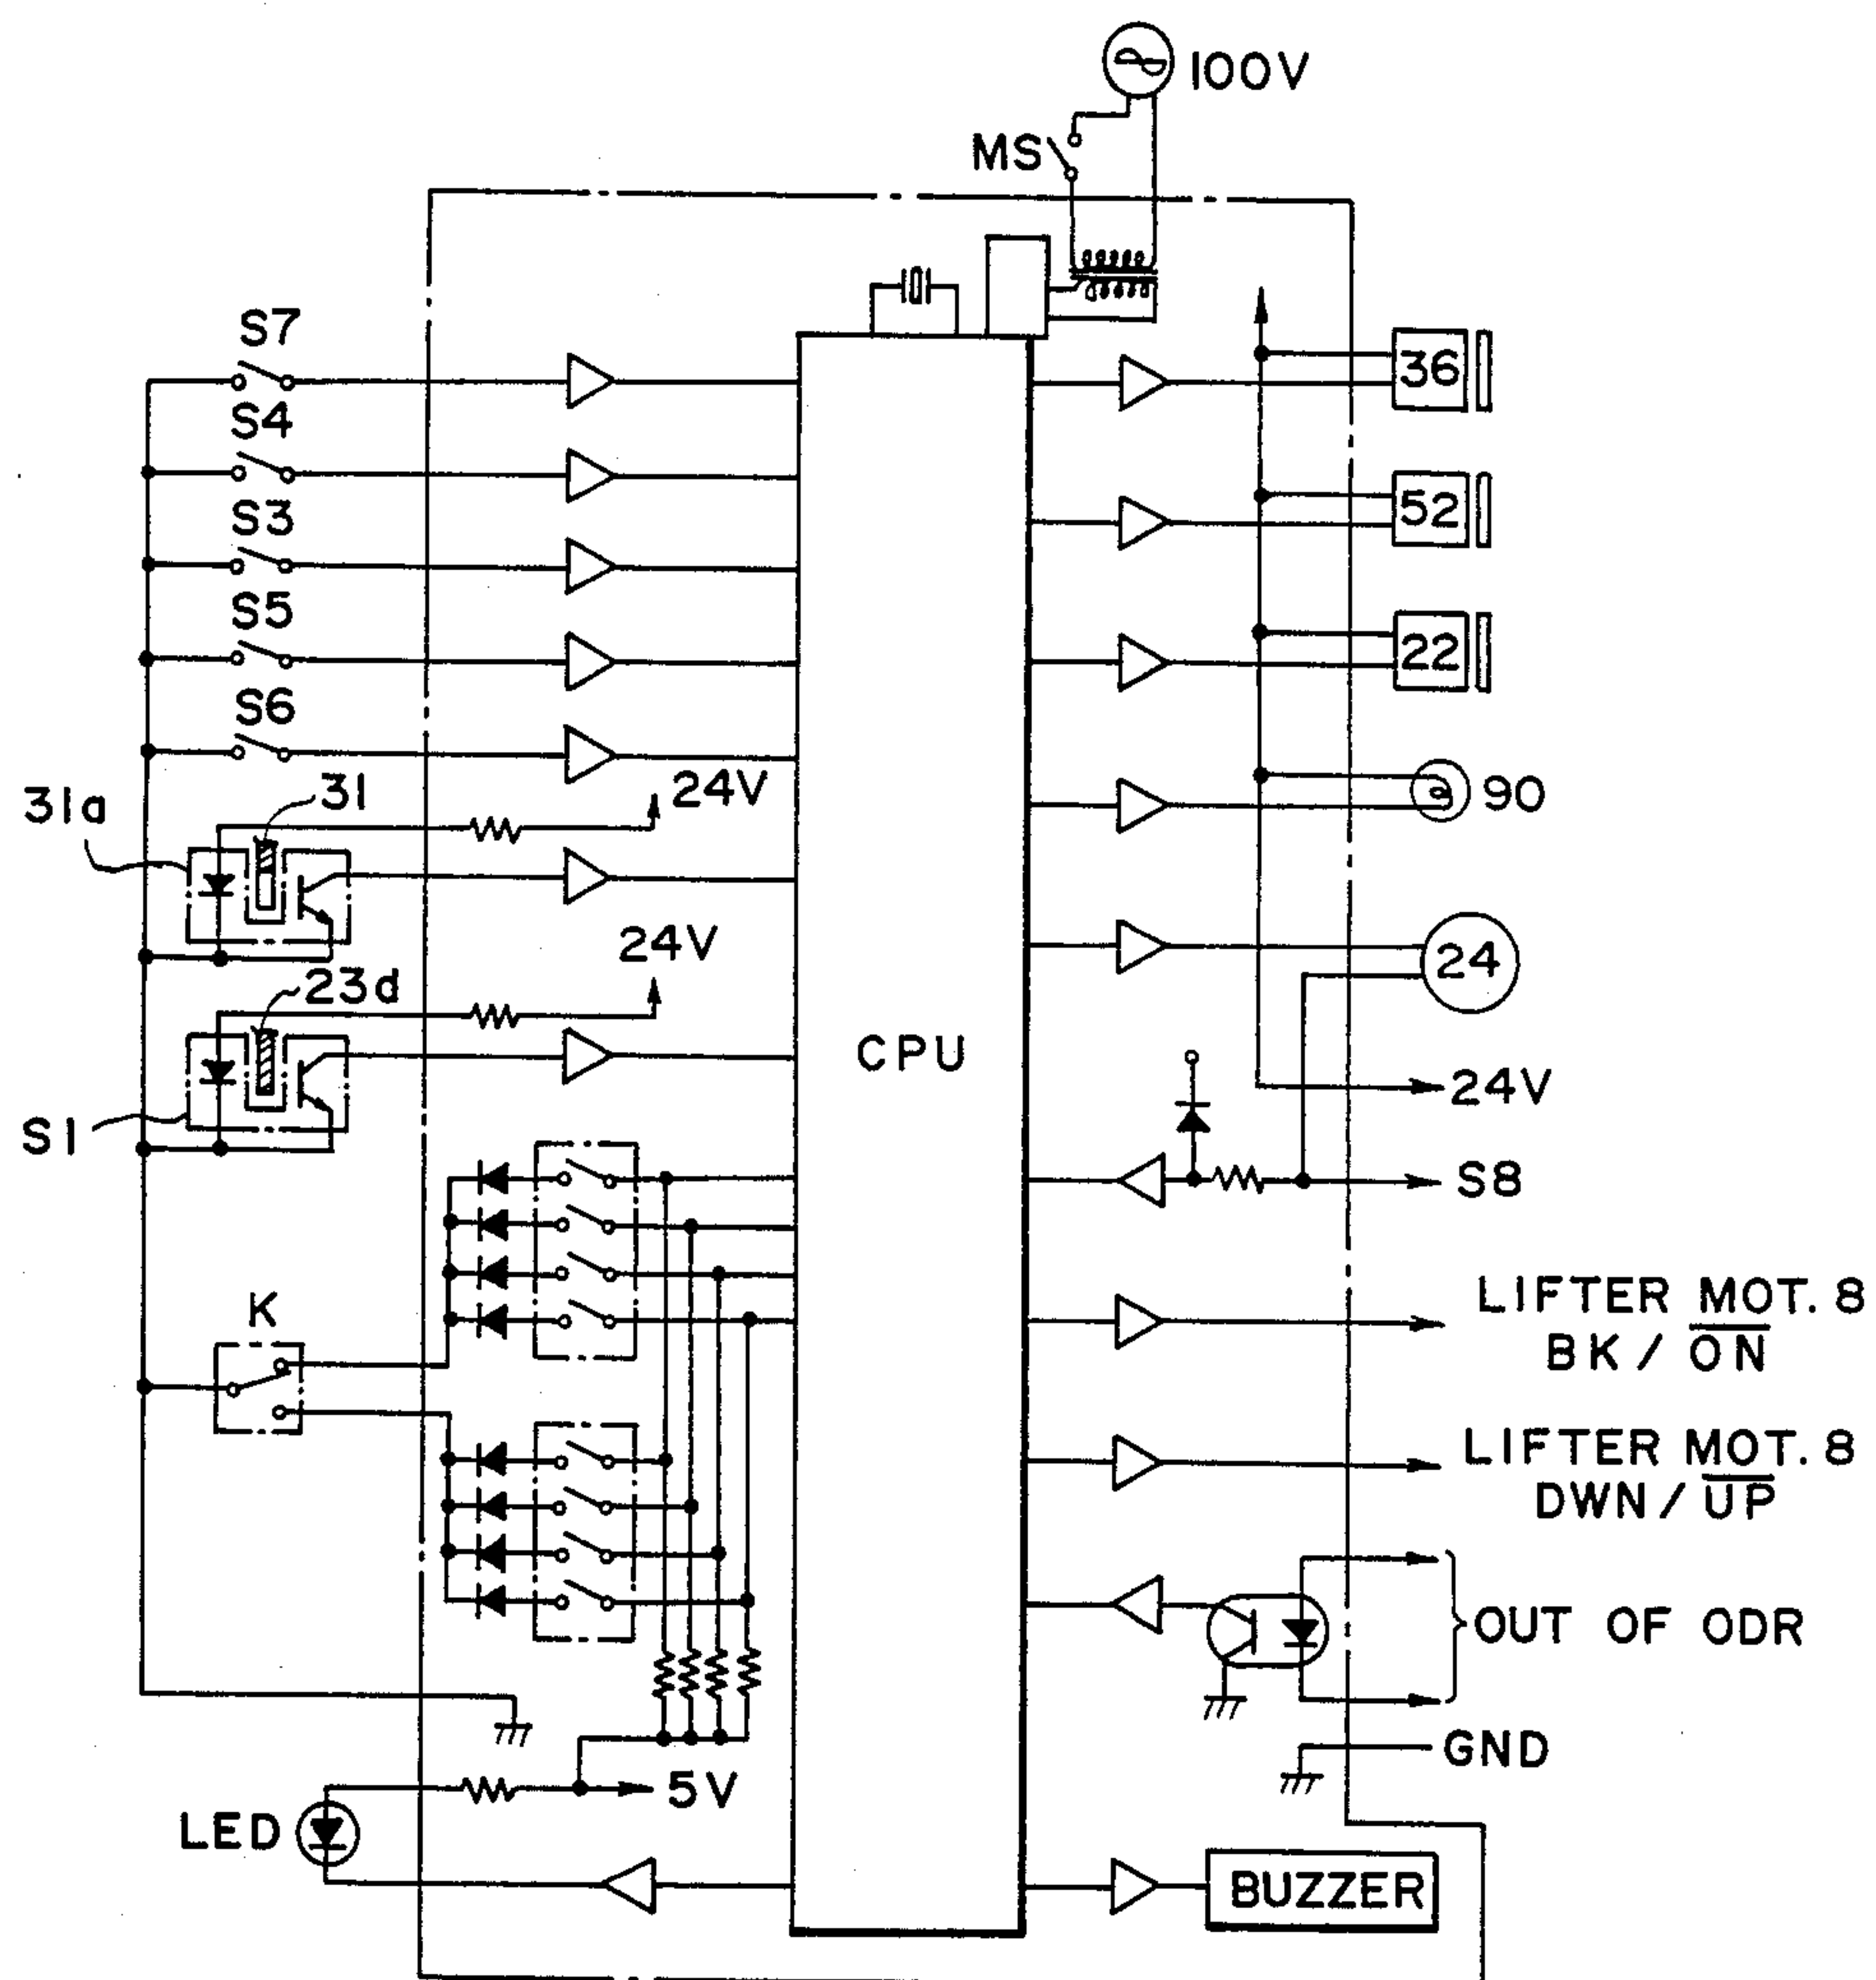 100V
MS
S7
36
S4
52
S3
S5
22
S6
31
24V
90
31a
24V
24
23d
CPU
24V
S1
S8
K
LIFTER MOT. 8
BK / ON
LIFTER MOT. 8
DWN / UP
OUT OF ODR
GND
5V
LED
BUZZER